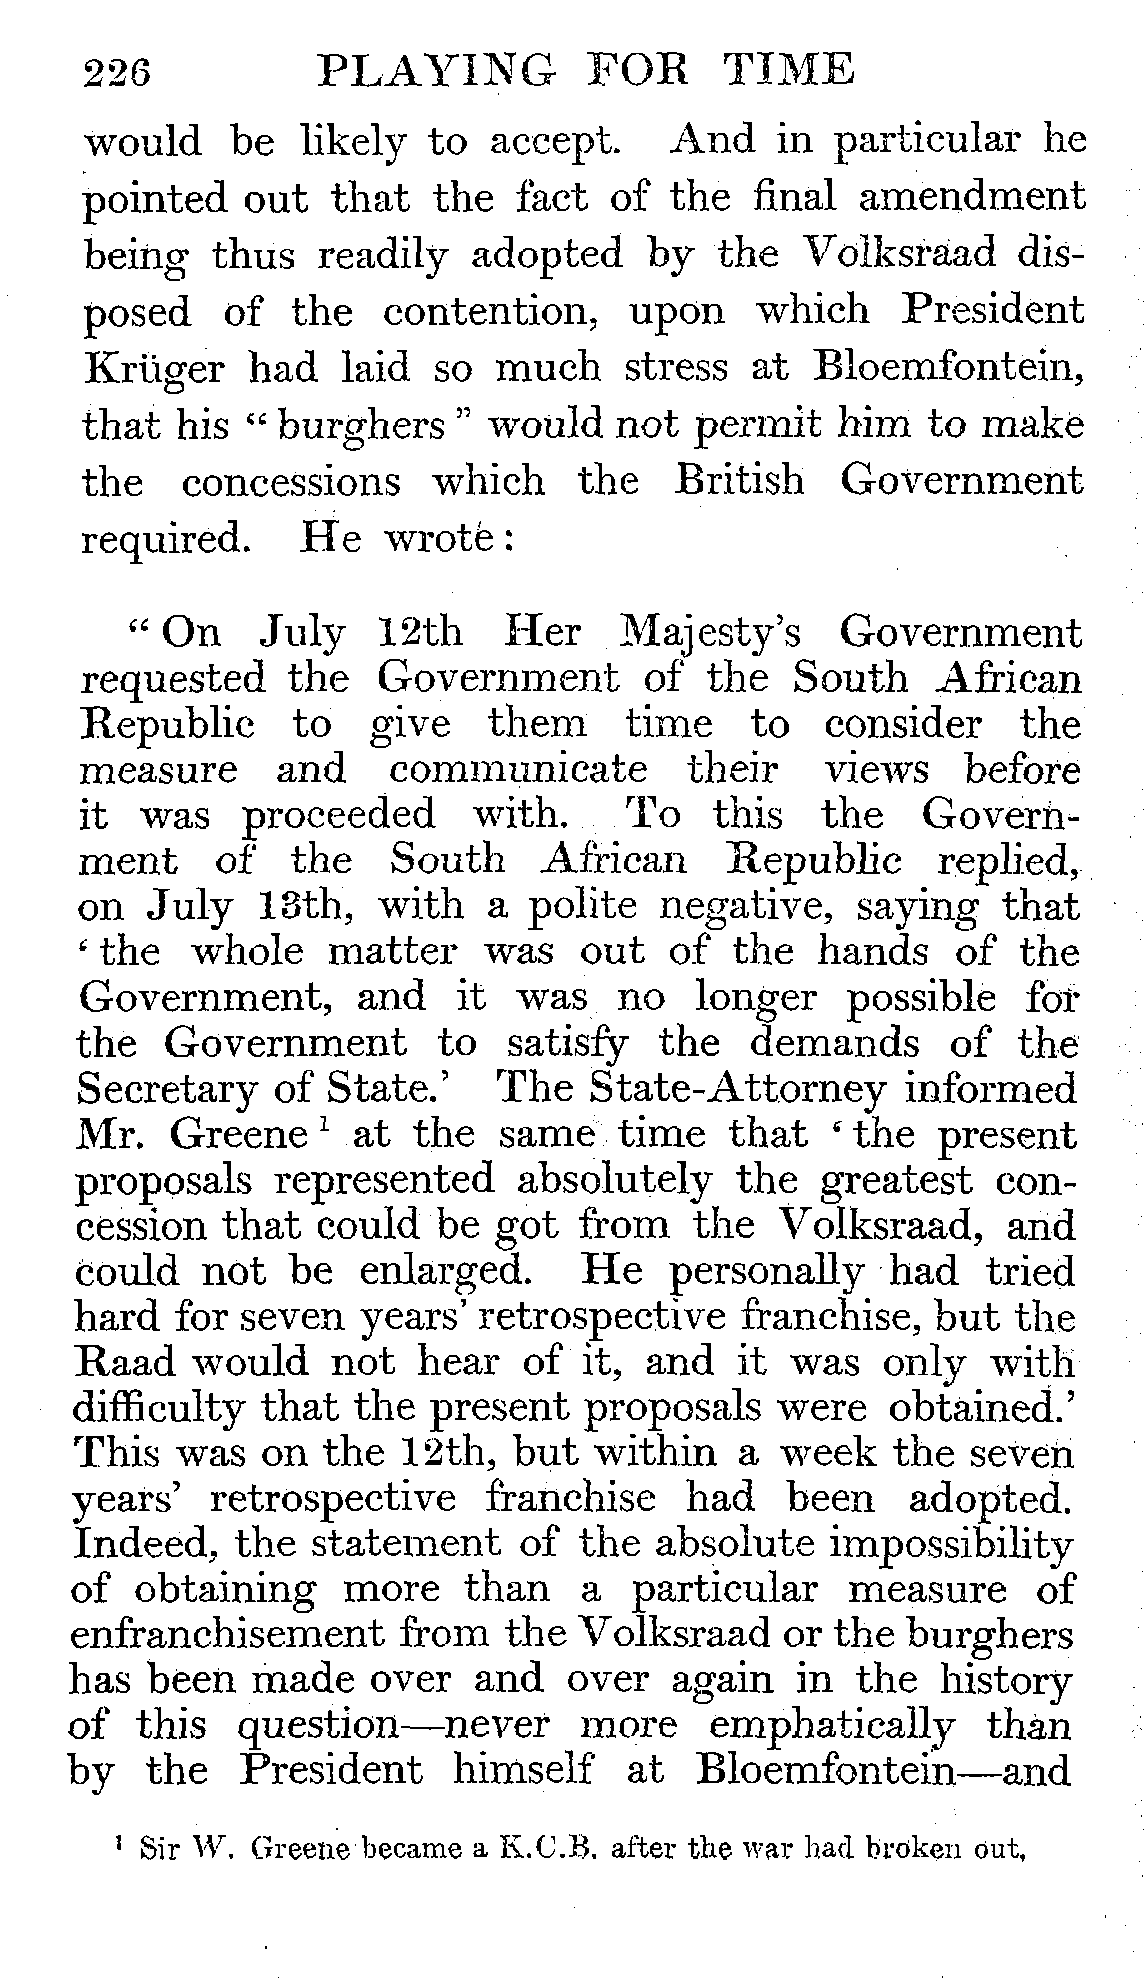 226 PLAYING FOR TIME
would be likely to accept. And in particular he
pointed out that the fact of the final amendment
being thus readily adopted by the Volksraad dis-
posed of the contention, upon which President
Krüger had laid so much stress at Bloemfontein,
that his “ burghers ” would not permit him to make
the concessions which the British Government
required. He wrote :
“ On July 12th Her Majesty's Government
requested the Government of the South African
Republic to give them time to consider the
measure and communicate their views before
it was proceeded with. To this the Govern-
ment of the South African Republic replied,
on July 13th, with a polite negative, saying that
‘ the whole matter was out of the hands of the
Government, and it was no longer possible for
the Government to satisfy the demands of the
Secretary of State.’ The State-Attorney informed
Mr. Greene ¹ at the same time that ‘ the present
proposals represented absolutely the greatest con-
cession that could be got from the Volksraad, and
could not be enlarged. He personally had tried
hard for seven years’ retrospective franchise, but the
Raad would not hear of it, and it was only with
difficulty that the present proposals were obtained.’
This was on the 12th, but within a week the seven
years’ retrospective franchise had been adopted.
Indeed, the statement of the absolute impossibility
of obtaining more than a particular measure of
enfranchisement from the Volksraad or the burghers
has been made over and over again in the history
of this question—never more emphatically than
by the President himself at Bloemfontein—and
¹ Sir W. Greene became a K.C.B. after the war had broken out,